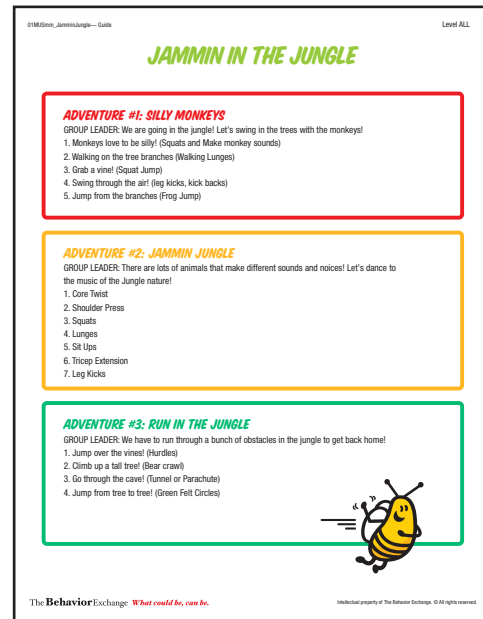 01MUSmm_JamminJungle— Guide
Level ALL
JAMMIN IN THE JUNGLE
ADVENTURE #1: SILLY MONKEYS
GROUP LEADER: We are going in the jungle! Let's swing in the trees with the monkeys!
1. Monkeys love to be silly! (Squats and Make monkey sounds)
2. Walking on the tree branches (Walking Lunges)
3. Grab a vine! (Squat Jump)
4. Swing through the air! (leg kicks, kick backs)
5. Jump from the branches (Frog Jump)
ADVENTURE #2: JAMMIN JUNGLE
GROUP LEADER: There are lots of animals that make different sounds and noices! Let's dance to
the music of the Jungle nature!
1. Core Twist
2. Shoulder Press
3. Squats
4. Lunges
5. Sit Ups
6. Tricep Extension
7. Leg Kicks
ADVENTURE #3: RUN IN THE JUNGLE
GROUP LEADER: We have to run through a bunch of obstacles in the jungle to get back home!
1. Jump over the vines! (Hurdles)
2. Climb up a tall tree! (Bear crawl)
3. Go through the cave! (Tunnel or Parachute)
4. Jump from tree to tree! (Green Felt Circles)
The Behavior Exchange What could be, can be.
Intellectual property of The Behavior Exchange. © All rights reserved.